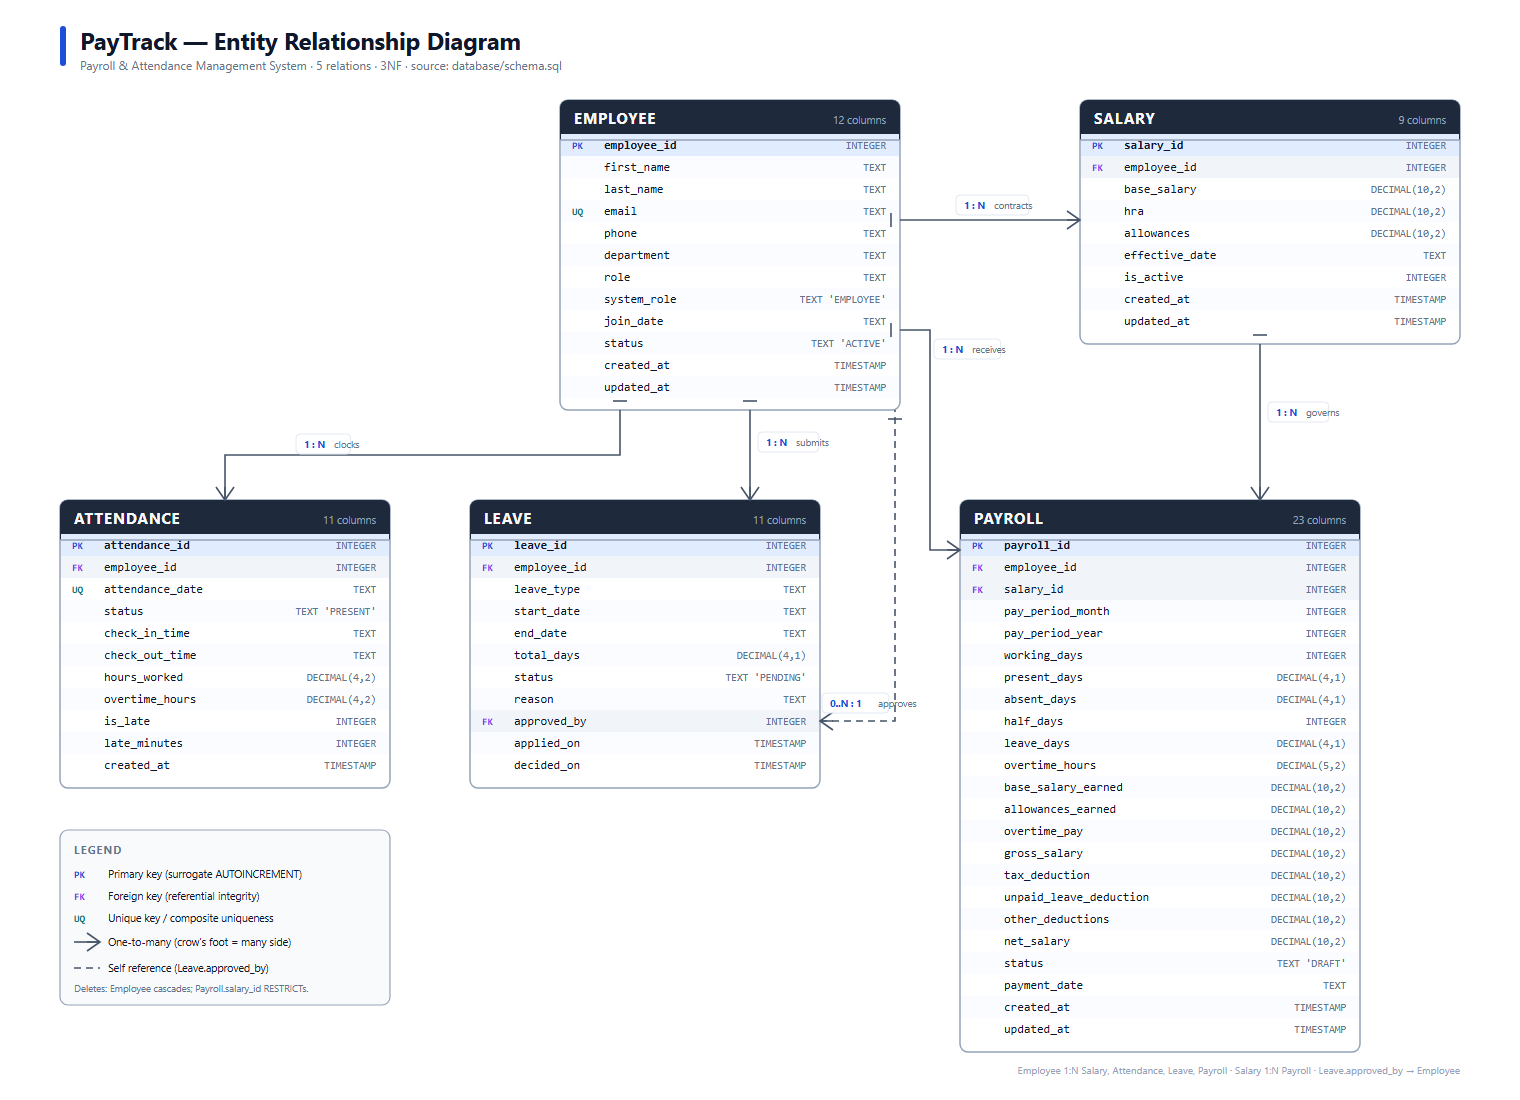 PayTrack — Entity Relationship Diagram
Payroll & Attendance Management System · 5 relations · 3NF · source: database/schema.sql
EMPLOYEE 12 columns
PK employee_id INTEGER
first_name TEXT
last_name TEXT
UQ email TEXT
phone TEXT
department TEXT
role TEXT
system_role TEXT 'EMPLOYEE'
join_date TEXT
status TEXT 'ACTIVE'
created_at TIMESTAMP
updated_at TIMESTAMP
1:N contracts
SALARY 9 columns
PK salary_id INTEGER
FK employee_id INTEGER
base_salary DECIMAL(10,2)
hra DECIMAL(10,2)
allowances DECIMAL(10,2)
effective_date TEXT
is_active INTEGER
created_at TIMESTAMP
updated_at TIMESTAMP
1:N receives
1:N governs
1:N clocks
1:N submits
ATTENDANCE 11 columns
PK attendance_id INTEGER
FK employee_id INTEGER
UQ attendance_date TEXT
status TEXT 'PRESENT'
check_in_time TEXT
check_out_time TEXT
hours_worked DECIMAL(4,2)
overtime_hours DECIMAL(4,2)
is_late INTEGER
late_minutes INTEGER
created_at TIMESTAMP
LEAVE 11 columns
PK leave_id INTEGER
FK employee_id INTEGER
leave_type TEXT
start_date TEXT
end_date TEXT
total_days DECIMAL(4,1)
status TEXT 'PENDING'
reason TEXT
FK approved_by INTEGER
applied_on TIMESTAMP
decided_on TIMESTAMP
0..N:1 approves
PAYROLL 23 columns
PK payroll_id INTEGER
FK employee_id INTEGER
FK salary_id INTEGER
pay_period_month INTEGER
pay_period_year INTEGER
working_days INTEGER
present_days DECIMAL(4,1)
absent_days DECIMAL(4,1)
half_days INTEGER
leave_days DECIMAL(4,1)
overtime_hours DECIMAL(5,2)
base_salary_earned DECIMAL(10,2)
allowances_earned DECIMAL(10,2)
overtime_pay DECIMAL(10,2)
gross_salary DECIMAL(10,2)
tax_deduction DECIMAL(10,2)
unpaid_leave_deduction DECIMAL(10,2)
other_deductions DECIMAL(10,2)
net_salary DECIMAL(10,2)
status TEXT 'DRAFT'
payment_date TEXT
created_at TIMESTAMP
updated_at TIMESTAMP
LEGEND
PK Primary key (surrogate AUTOINCREMENT)
FK Foreign key (referential integrity)
UQ Unique key / composite uniqueness
One-to-many (crow's foot = many side)
Self reference (Leave.approved_by)
Deletes: Employee cascades; Payroll.salary_id RESTRICTs.
Employee 1:N Salary, Attendance, Leave, Payroll · Salary 1:N Payroll · Leave.approved_by → Employee